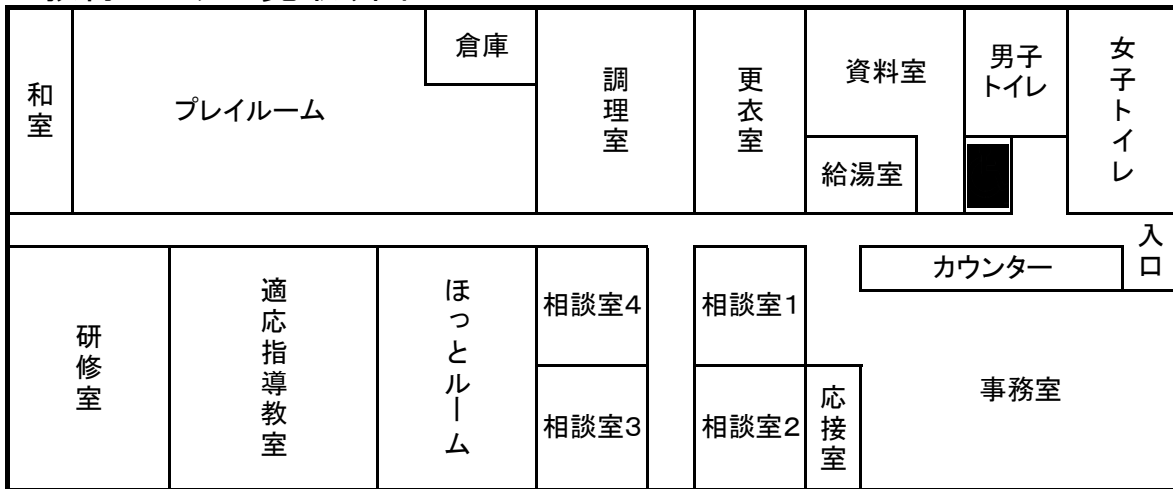 和室
プレイルーム
倉庫
調理室
更衣室
資料室
給湯室
男子
トイレ
女子トイレ
入口
カウンター
研修室
適応指導教室
ほっとルーム
相談室4
相談室3
相談室1
相談室2
応接室
事務室